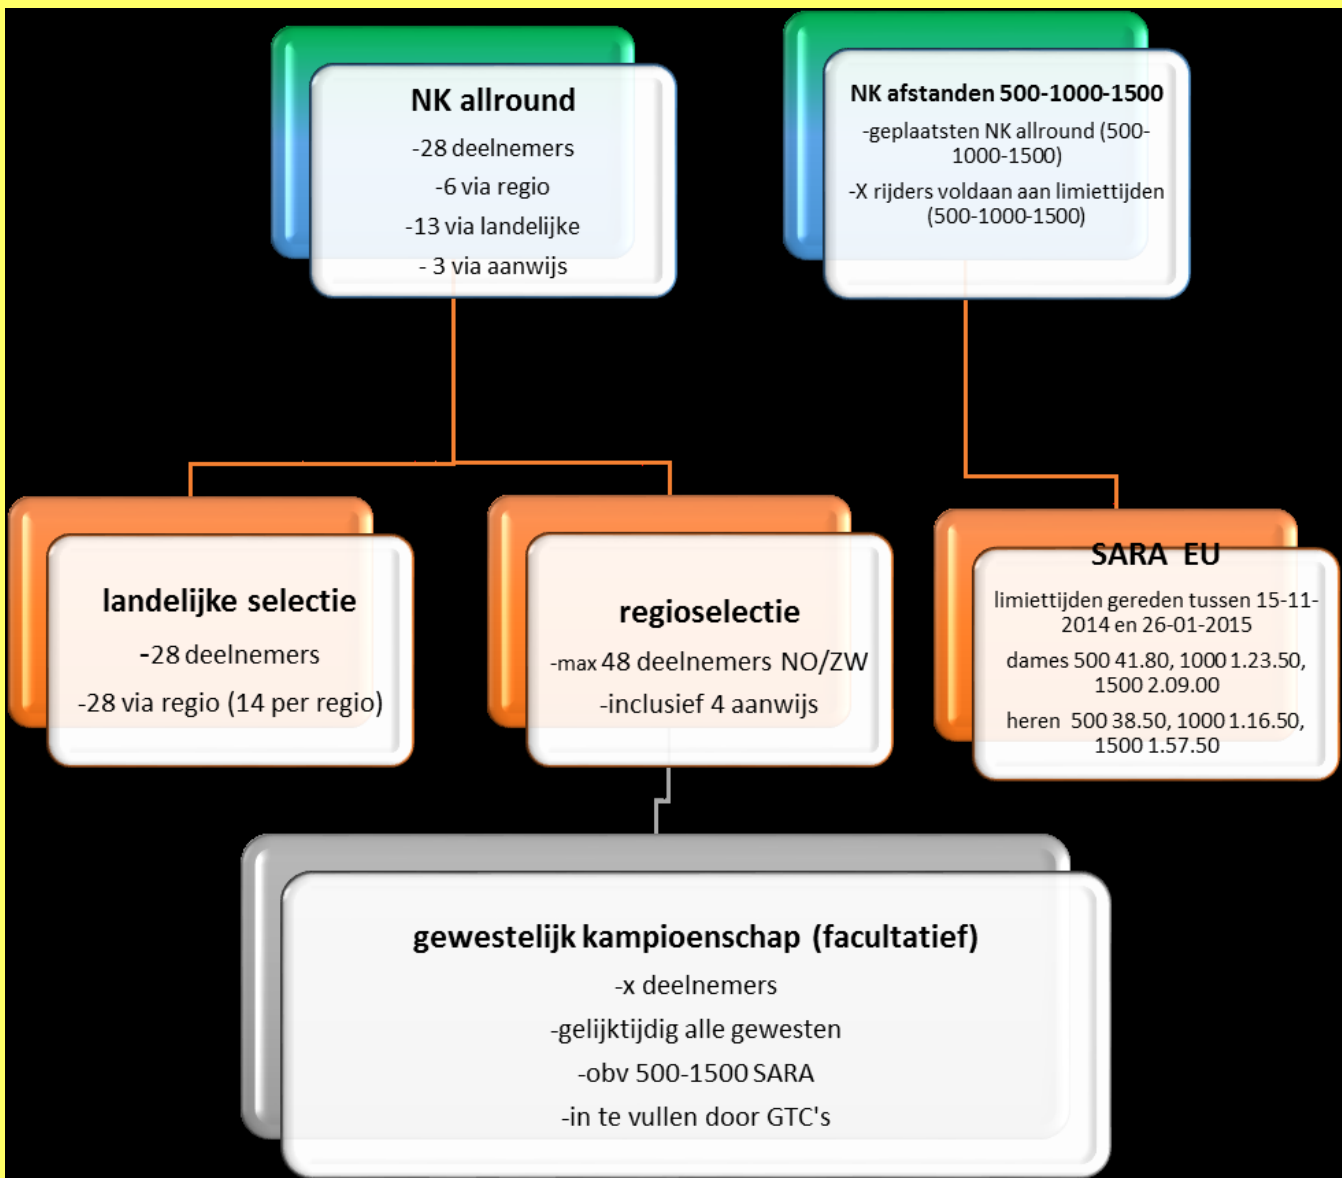 NK allround
-28 deelnemers
-6 via regio
-13 via landelijke
- 3 via aanwijs
NK afstanden 500-1000-1500
-geplaatsten NK allround (500-
1000-1500)
-X rijders voldaan aan limiettijden
(500-1000-1500)
landelijke selectie
-28 deelnemers
-28 via regio (14 per regio)
regioselectie
-max 48 deelnemers NO/ZW
-inclusief 4 aanwijs
SARA EU
limiettijden gereden tussen 15-11-
2014 en 26-01-2015
dames 500 41.80, 1000 1.23.50,
1500 2.09.00
heren 500 38.50, 1000 1.16.50,
1500 1.57.50
gewestelijk kampioenschap (facultatief)
-x deelnemers
-gelijktijdig alle gewesten
-obv 500-1500 SARA
-in te vullen door GTC's